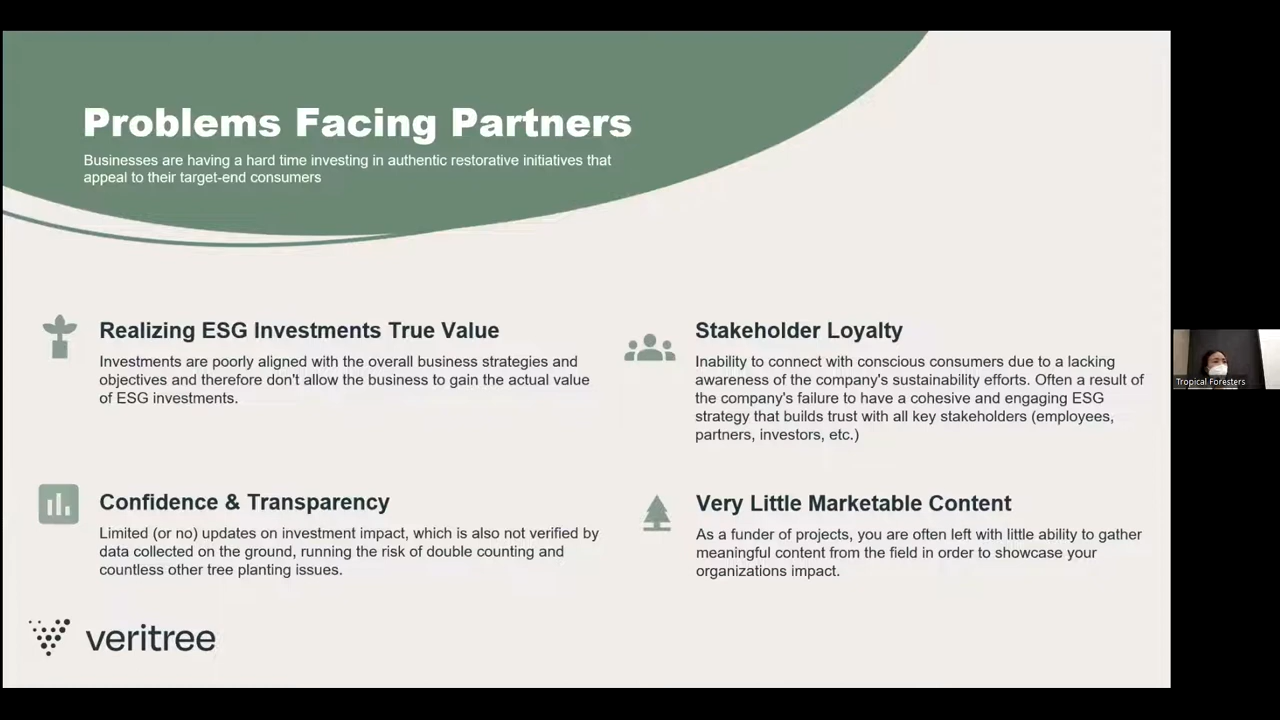 Problems Facing Partners
Businesses are having a hard time investing in authentic restorative initiatives that
appeal to their target-end consumers
Realizing ESG Investments True Value
Investments are poorly aligned with the overall business strategies and
objectives and therefore don't allow the business to gain the actual value
of ESG investments.
Stakeholder Loyalty
Inability to connect with conscious consumers due to a lacking
awareness of the company's sustainability efforts. Often a result of
the company's failure to have a cohesive and engaging ESG
strategy that builds trust with all key stakeholders (employees,
partners, investors, etc.)
Confidence & Transparency
Limited (or no) updates on investment impact, which is also not verified by
data collected on the ground, running the risk of double counting and
countless other tree planting issues.
Very Little Marketable Content
As a funder of projects, you are often left with little ability to gather
meaningful content from the field in order to showcase your
organizations impact.
veritree
Tropical Foresters